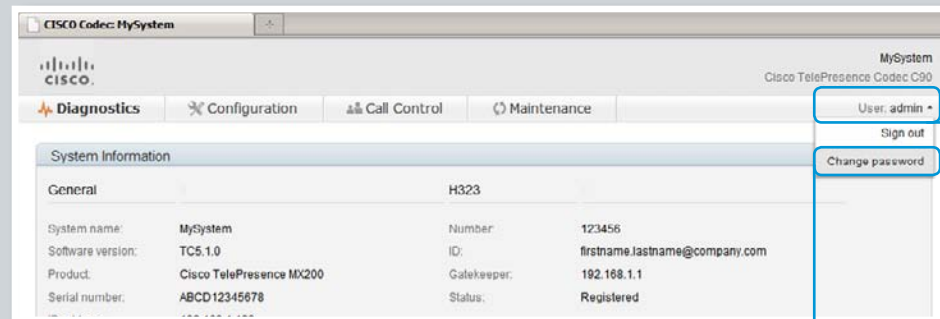 CISCO Codec: MySystem
CISCO.
MySystem
Cisco TelePresence Codec C90
Diagnostics Configuration Call Control Maintenance User: admin
Sign out
Change password
System Information
General H323
System name: MySystem Number: 123456
Software version: TC5.1.0 ID: firstname.lastname@company.com
Product: Cisco TelePresence MX200 Gatekeeper: 192.168.1.1
Serial number: ABCD12345678 Status: Registered